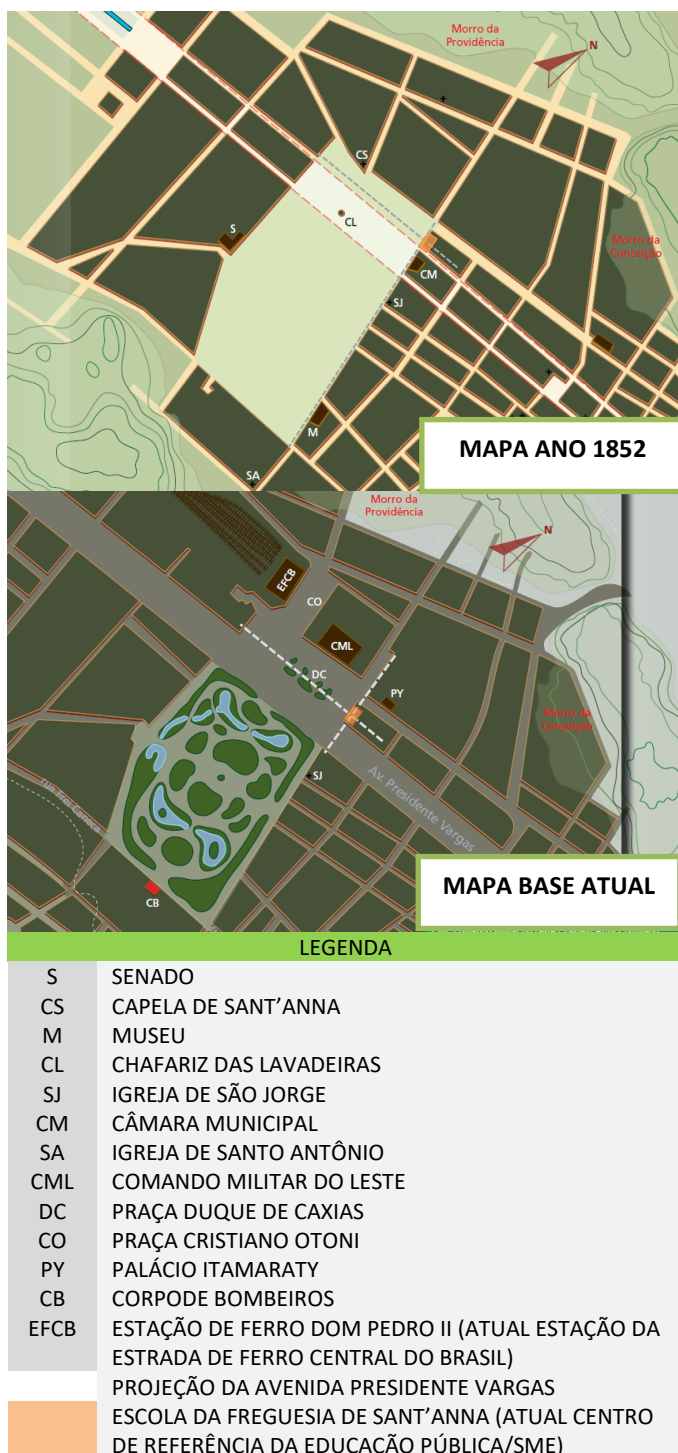 Morro da
Providência
N
CS
S
CL
Morro da
Conceição
CM
SJ
M
MAPA ANO 1852
SA
Morro da
Providência
N
EFCB
CO
CML
DC
PY
Morro da
Conceição
SJ
Av. Presidente Vargas
Rua Frei Caneca
MAPA BASE ATUAL
CB
LEGENDA
S SENADO
CS CAPELA DE SANT’ANNA
M MUSEU
CL CHAFARIZ DAS LAVADEIRAS
SJ IGREJA DE SÃO JORGE
CM CÂMARA MUNICIPAL
SA IGREJA DE SANTO ANTÔNIO
CML COMANDO MILITAR DO LESTE
DC PRAÇA DUQUE DE CAXIAS
CO PRAÇA CRISTIANO OTONI
PY PALÁCIO ITAMARATY
CB CORPODE BOMBEIROS
EFCB ESTAÇÃO DE FERRO DOM PEDRO II (ATUAL ESTAÇÃO DA
ESTRADA DE FERRO CENTRAL DO BRASIL)
PROJEÇÃO DA AVENIDA PRESIDENTE VARGAS
ESCOLA DA FREGUESIA DE SANT’ANNA (ATUAL CENTRO
DE REFERÊNCIA DA EDUCAÇÃO PÚBLICA/SME)